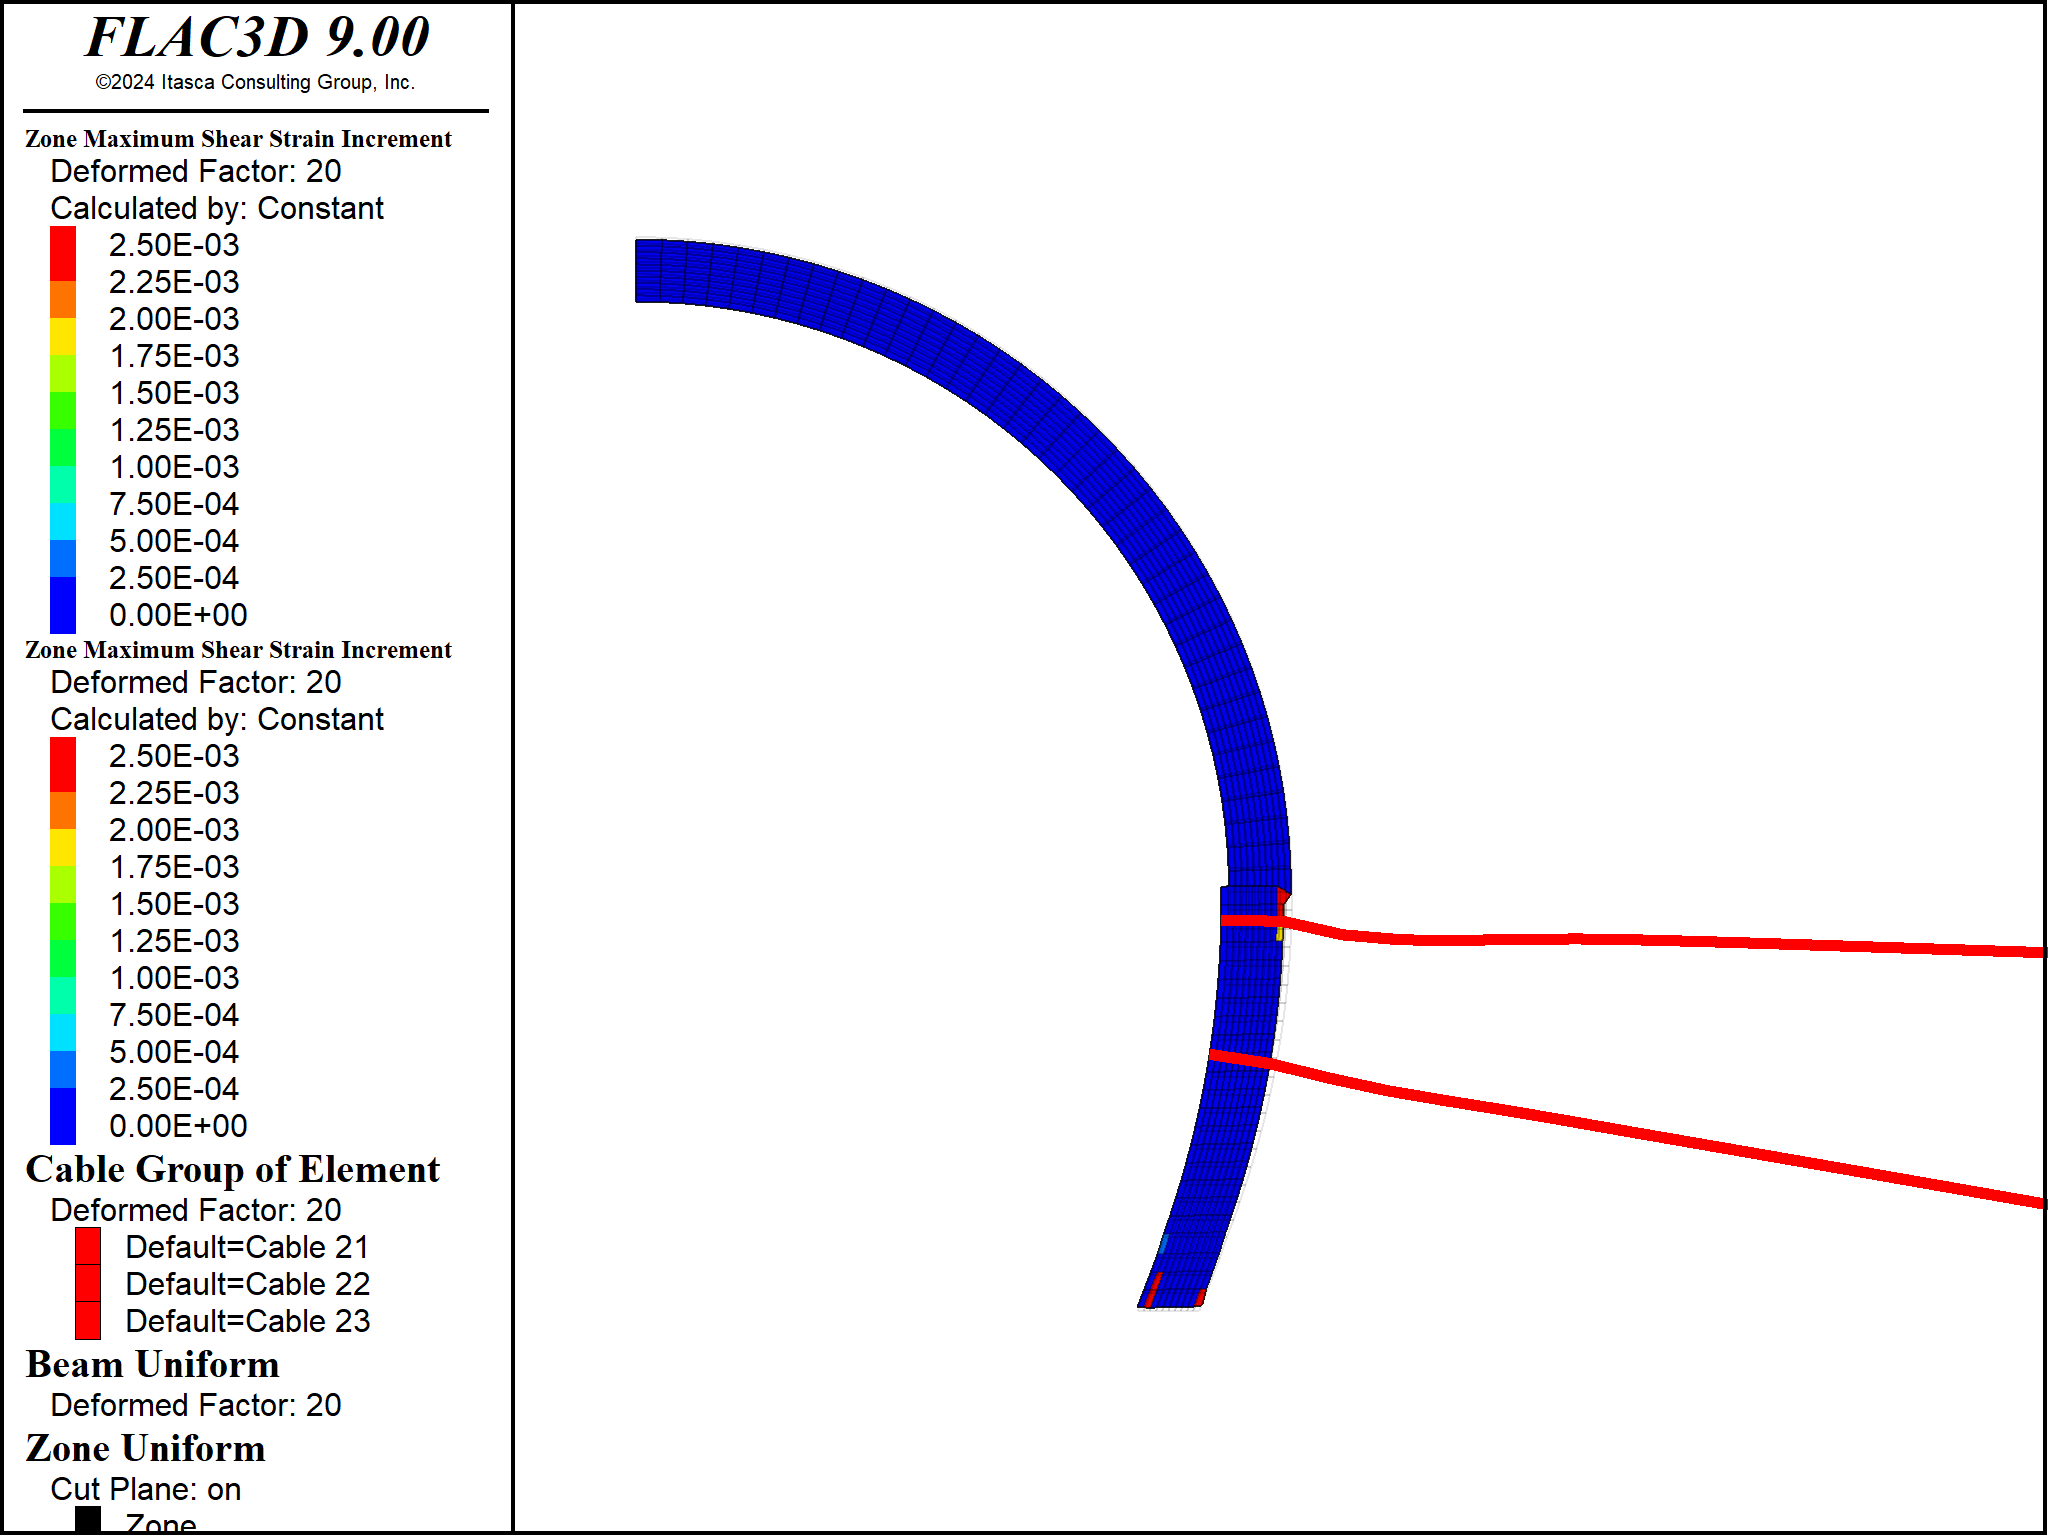 FLAC3D 9.00
©2024 Itasca Consulting Group, Inc.
Zone Maximum Shear Strain Increment
Deformed Factor: 20
Calculated by: Constant
2.50E-03
2.25E-03
2.00E-03
1.75E-03
1.50E-03
1.25E-03
1.00E-03
7.50E-04
5.00E-04
2.50E-04
0.00E+00
Zone Maximum Shear Strain Increment
Deformed Factor: 20
Calculated by: Constant
2.50E-03
2.25E-03
2.00E-03
1.75E-03
1.50E-03
1.25E-03
1.00E-03
7.50E-04
5.00E-04
2.50E-04
0.00E+00
Cable Group of Element
Deformed Factor: 20
Default=Cable 21
Default=Cable 22
Default=Cable 23
Beam Uniform
Deformed Factor: 20
Zone Uniform
Cut Plane: on
Zone